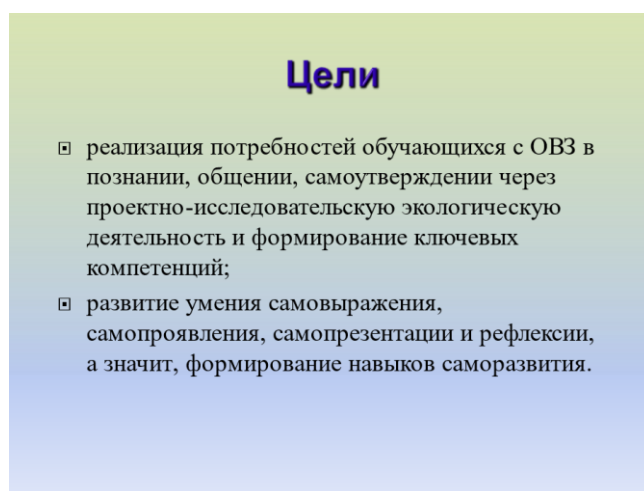 Цели
реализация потребностей обучающихся с ОВЗ в
познании, общении, самоутверждении через
проектно-исследовательскую экологическую
деятельность и формирование ключевых
компетенций;
развитие умения самовыражения,
самопроявления, самопрезентации и рефлексии,
а значит, формирование навыков саморазвития.